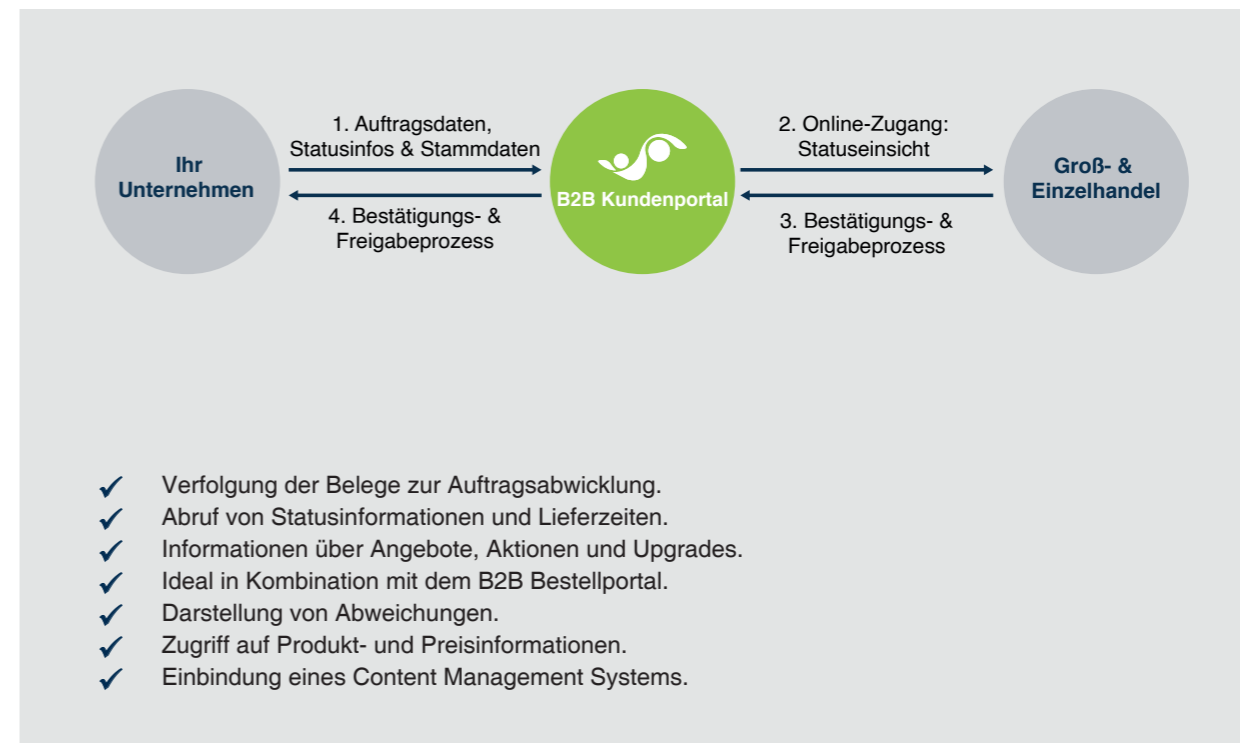 Ihr
Unternehmen
1. Auftragsdaten,
Statusinfos & Stammdaten
4. Bestätigungs- &
Freigabeprozess
B2B Kundenportal
2. Online-Zugang:
Statuseinsicht
3. Bestätigungs- &
Freigabeprozess
Groß- &
Einzelhandel
Verfolgung der Belege zur Auftragsabwicklung.
Abruf von Statusinformationen und Lieferzeiten.
Informationen über Angebote, Aktionen und Upgrades.
Ideal in Kombination mit dem B2B Bestellportal.
Darstellung von Abweichungen.
Zugriff auf Produkt- und Preisinformationen.
Einbindung eines Content Management Systems.